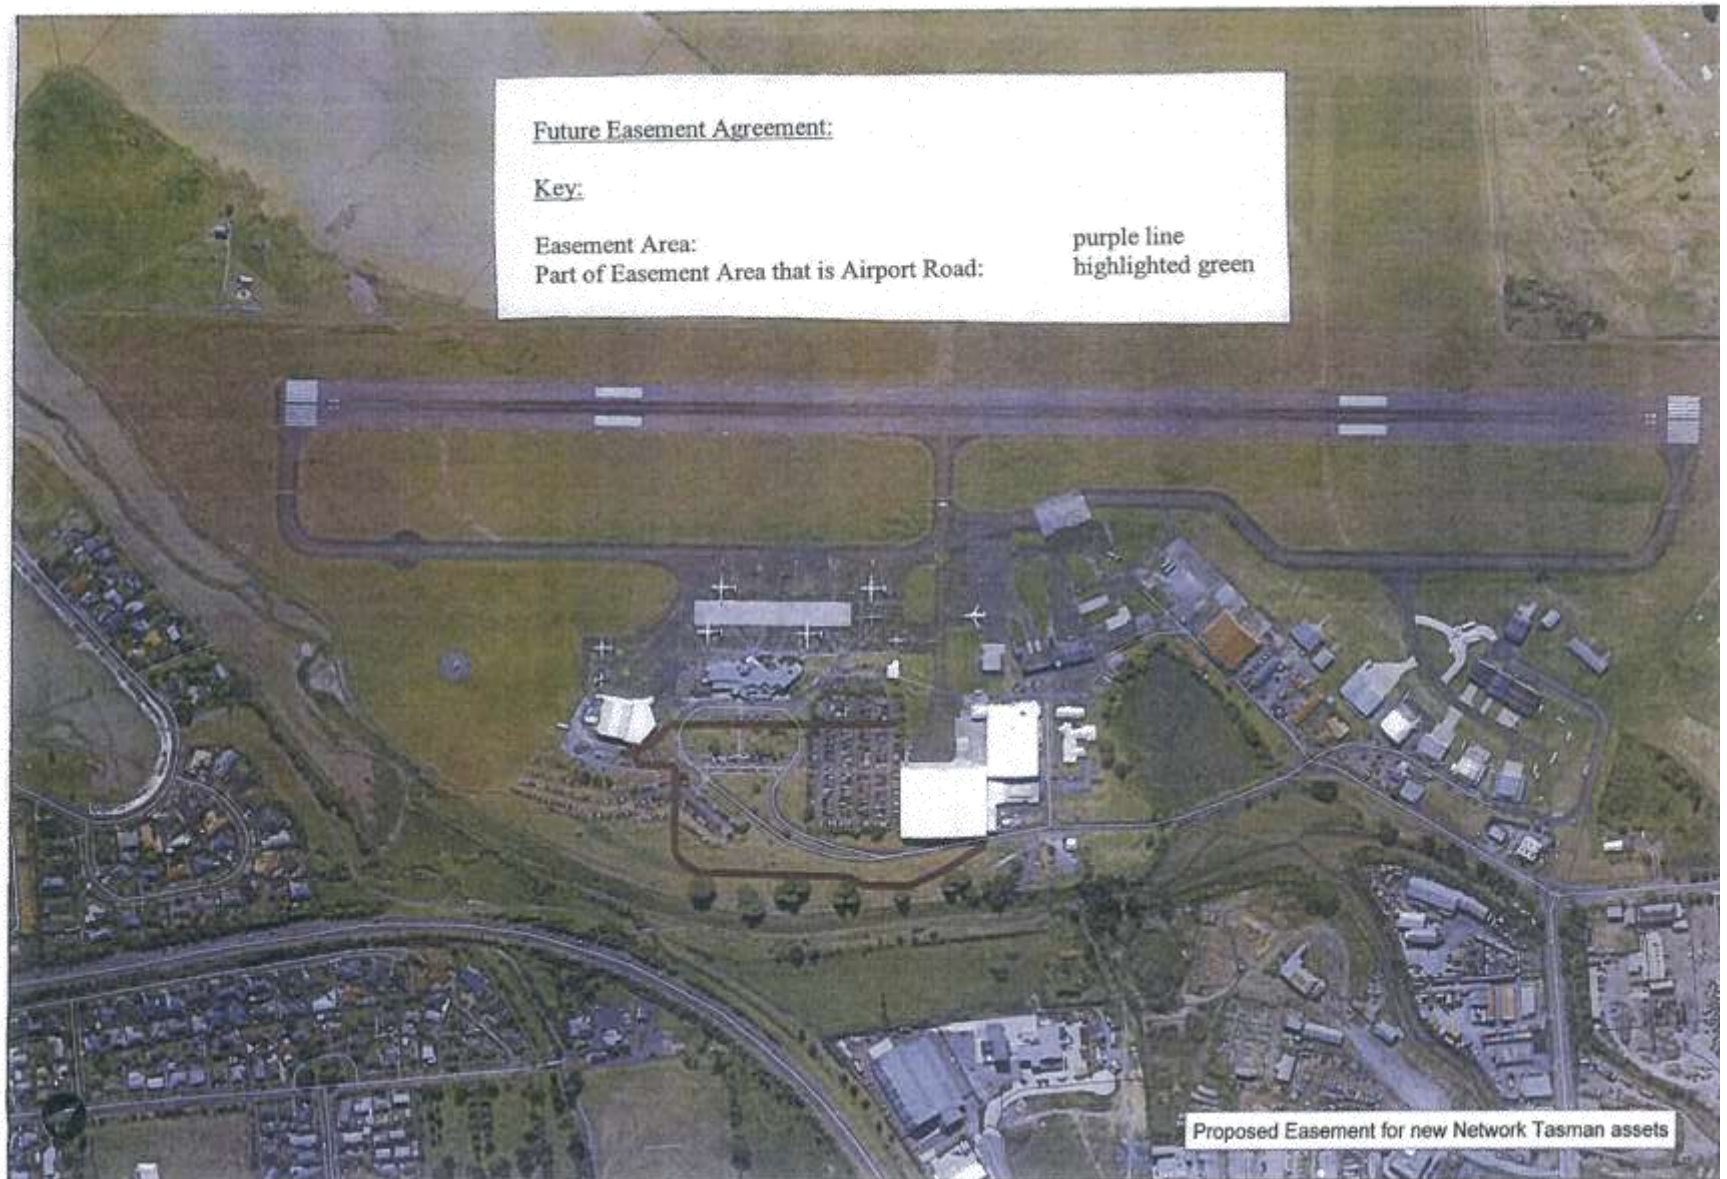 Future Easement Agreement:
Key:
Easement Area: purple line
Part of Easement Area that is Airport Road: highlighted green
Proposed Easement for new Network Tasman assets